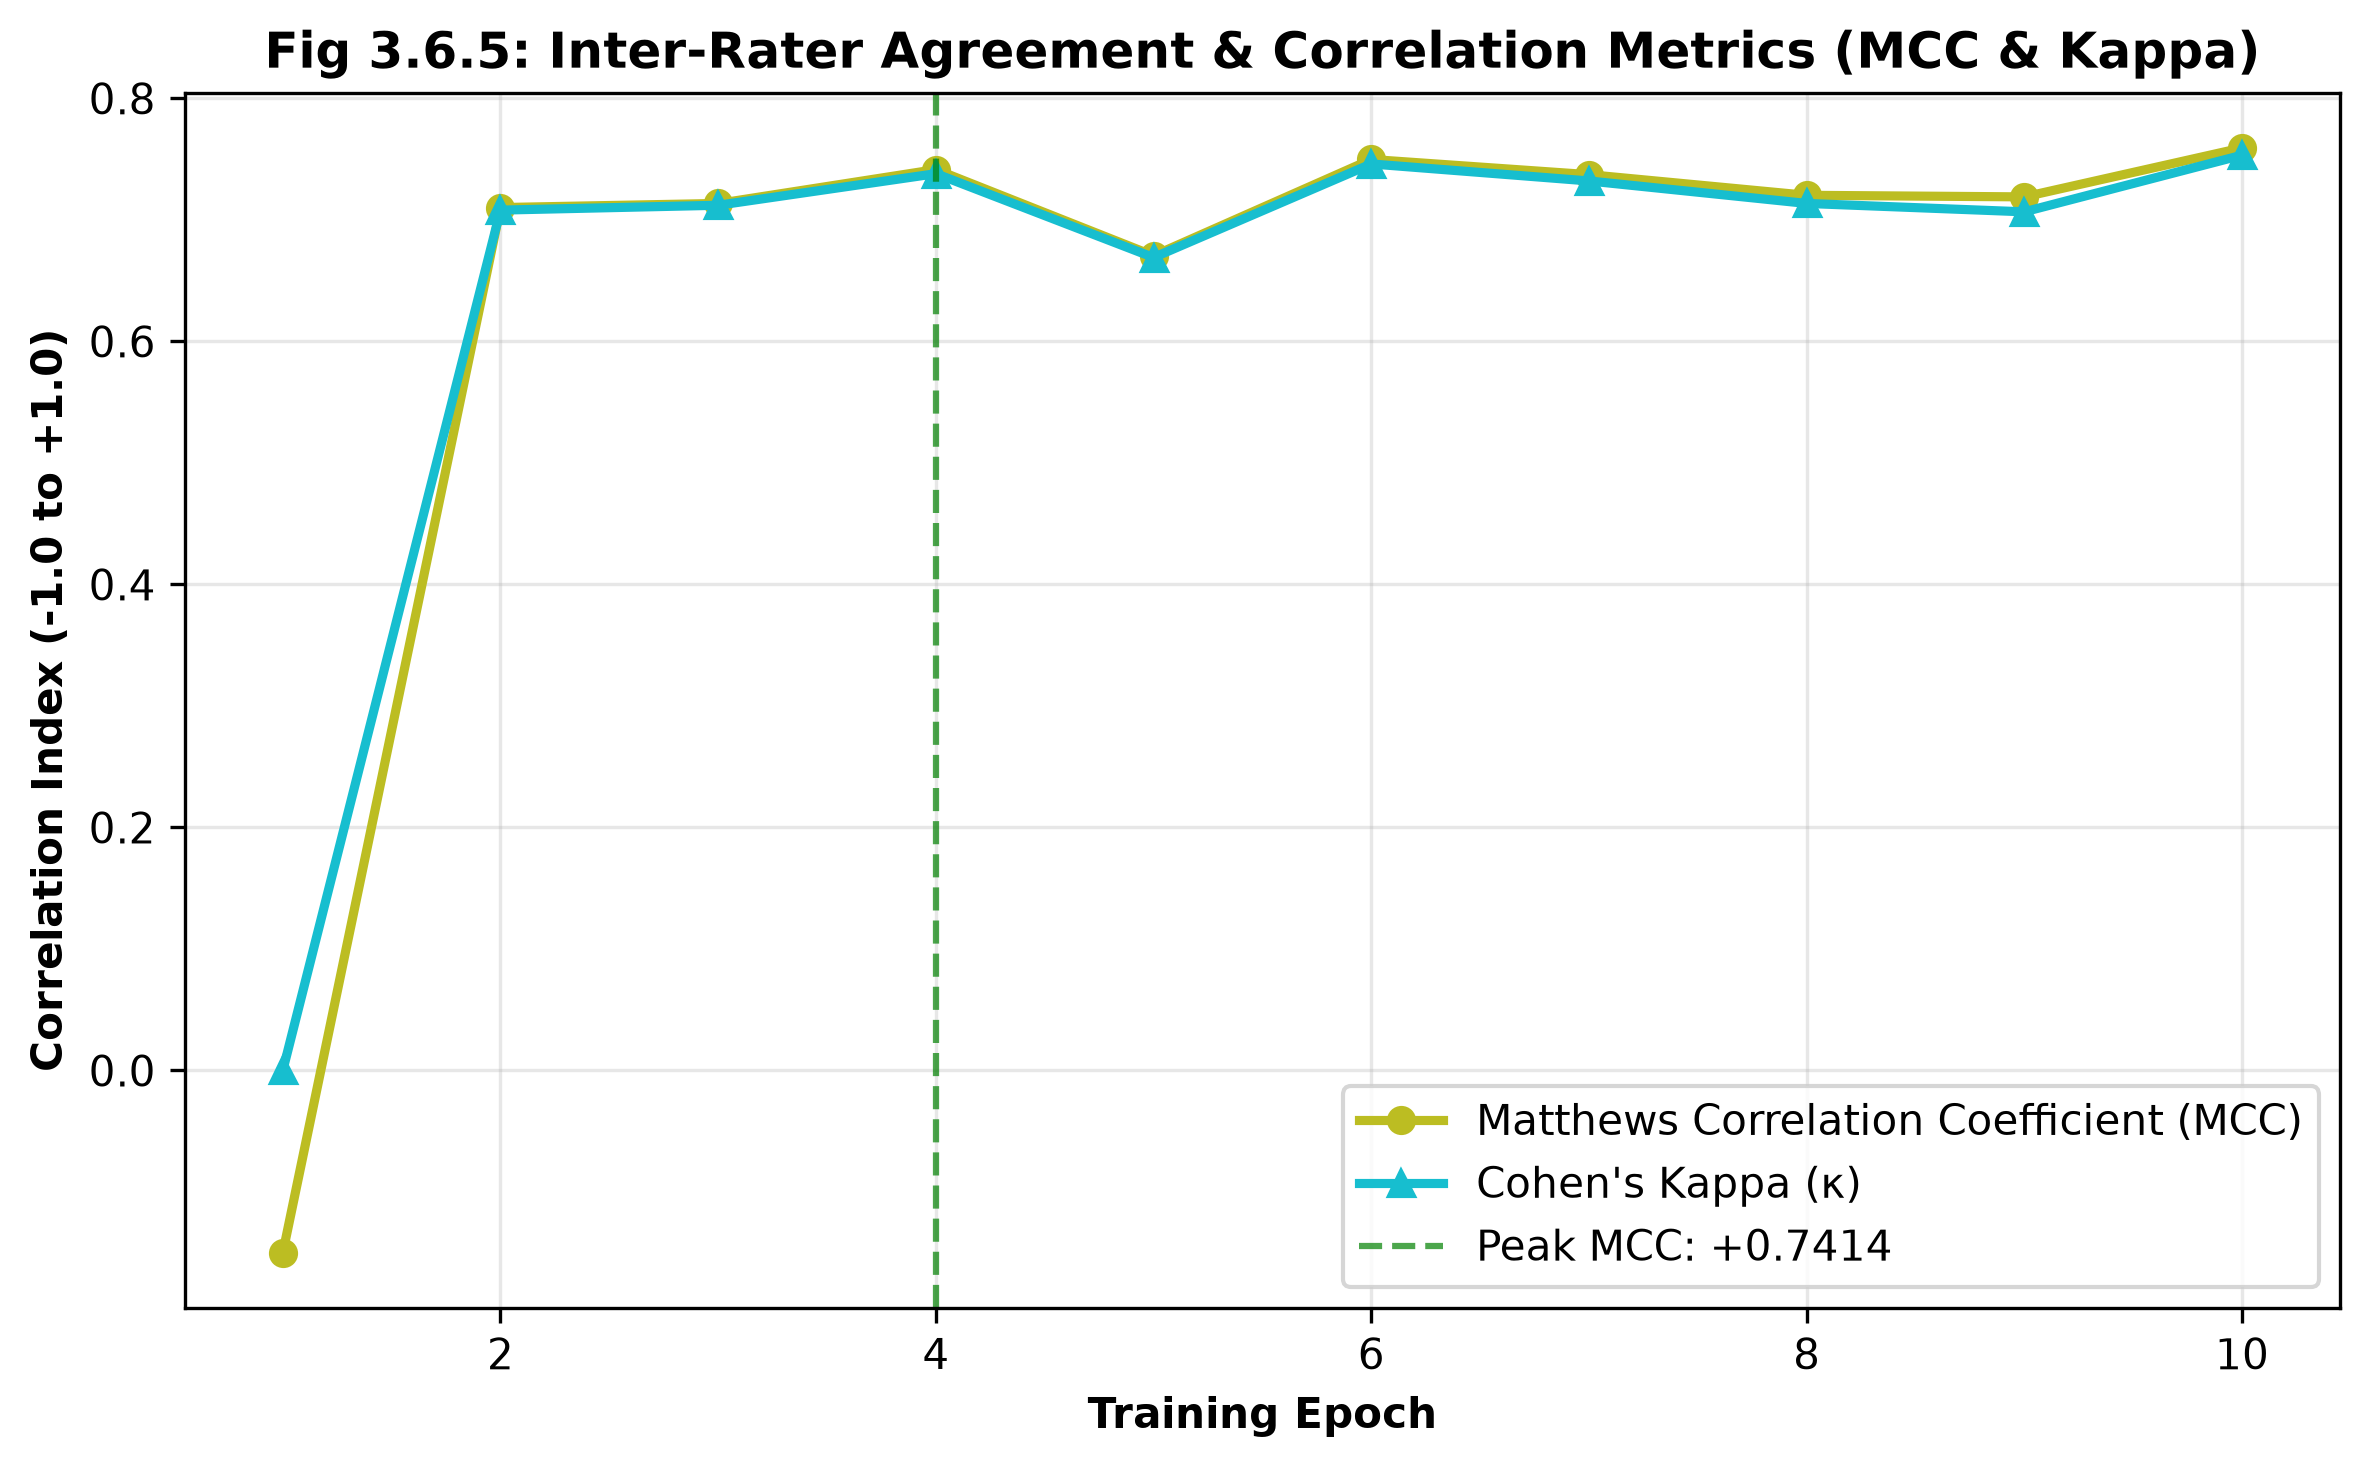 Fig 3.6.5: Inter-Rater Agreement & Correlation Metrics (MCC & Kappa)
Correlation Index (-1.0 to +1.0)
0.8
0.6
0.4
0.2
0.0
Matthews Correlation Coefficient (MCC)
Cohen's Kappa (κ)
Peak MCC: +0.7414
2 4 6 8 10
Training Epoch